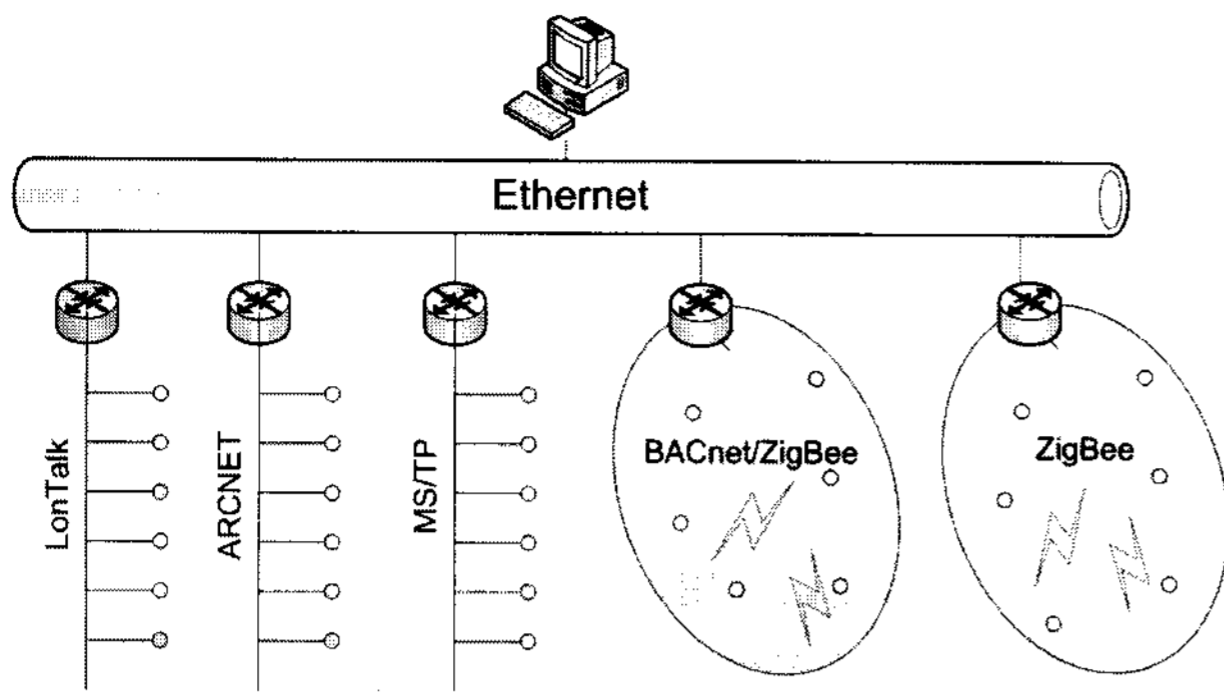 Ethernet
LonTalk
ARCNET
MS/TP
BACnet/ZigBee
ZigBee